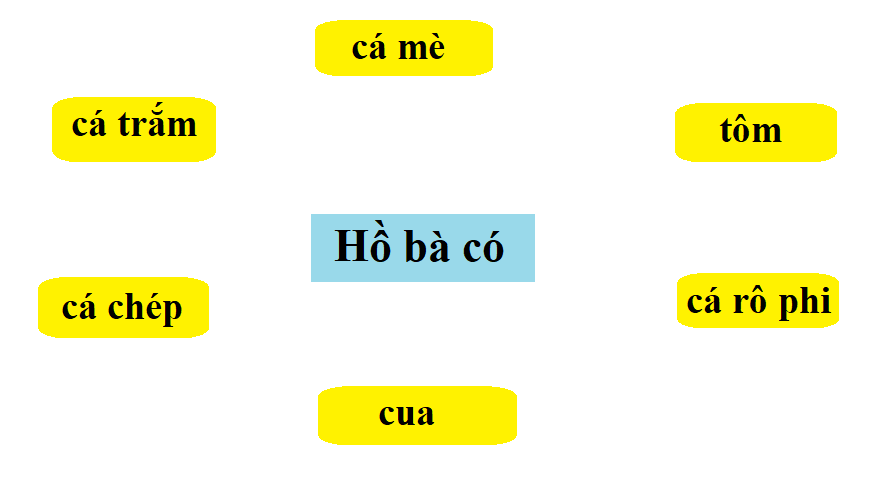 cá mè
cá trắm
tôm
Hồ bà có
cá chép
cá rô phi
cua